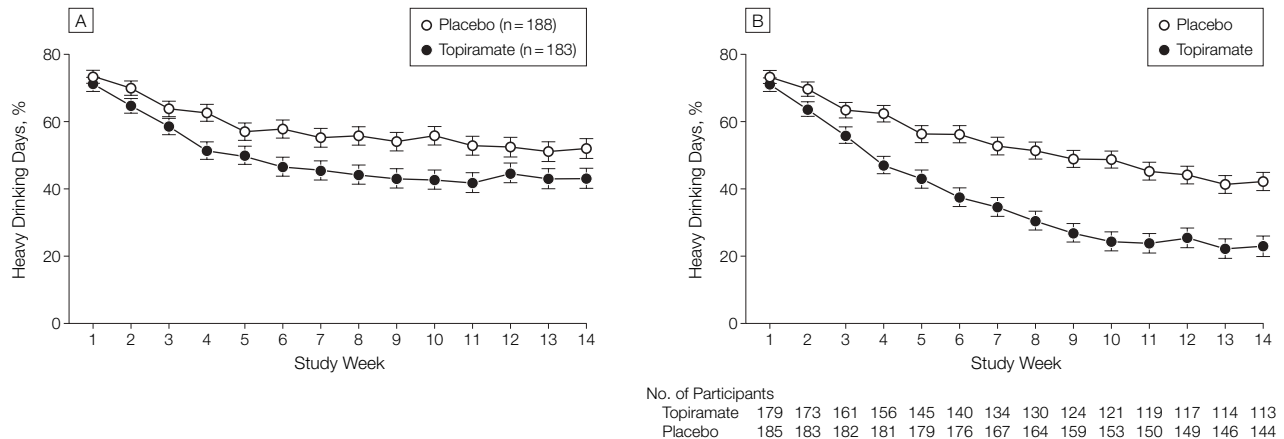 A
Placebo (n=188)
Topiramate (n=183)
Heavy Drinking Days, %
80
60
40
20
0
1 2 3 4 5 6 7 8 9 10 11 12 13 14
Study Week
B
Placebo
Topiramate
Heavy Drinking Days, %
80
60
40
20
0
1 2 3 4 5 6 7 8 9 10 11 12 13 14
Study Week
No. of Participants
Topiramate 179 173 161 156 145 140 134 130 124 121 119 117 114 113
Placebo 185 183 182 181 179 176 167 164 159 153 150 149 146 144